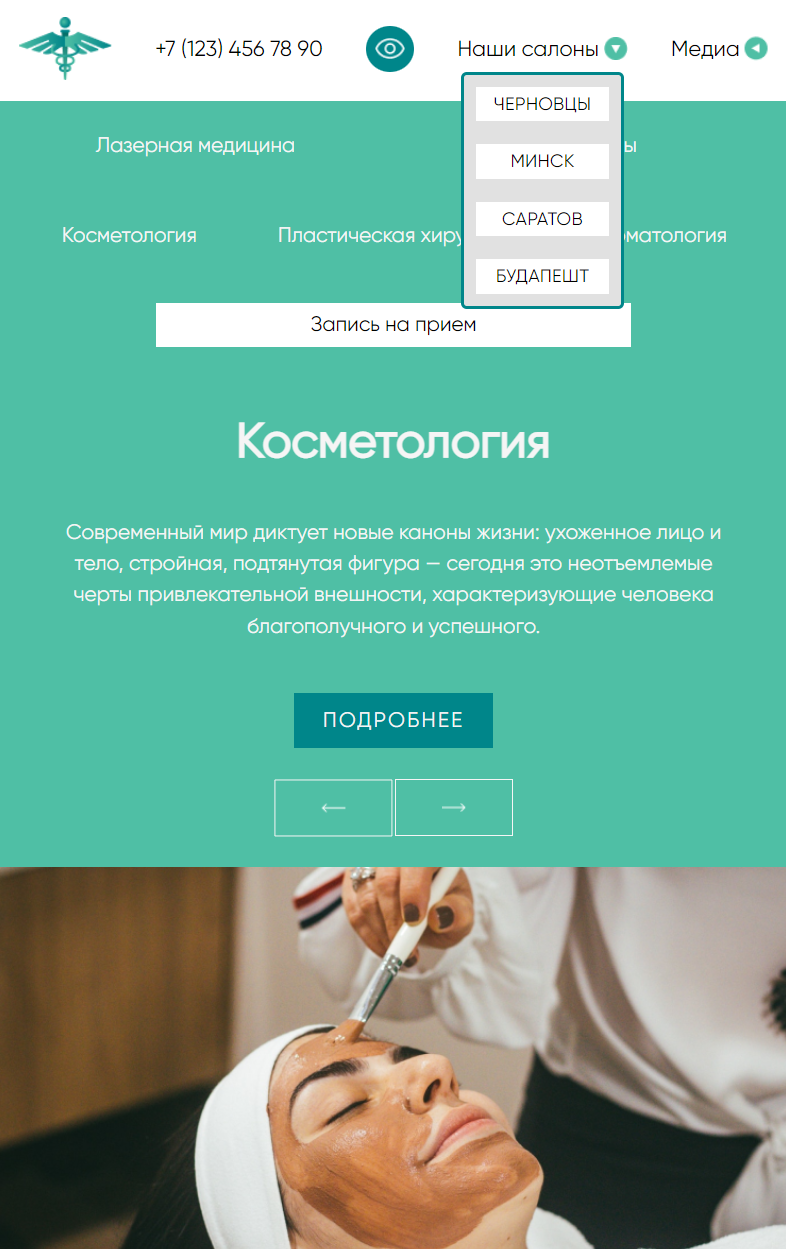 +7 (123) 456 78 90
Наши салоны
Медиа
ЧЕРНОВЦЫ
МИНСК
САРАТОВ
БУДАПЕШТ
Лазерная медицина
Косметология
Пластическая
Запись на прием
Косметология
Современный мир диктует новые каноны жизни: ухоженное лицо и
тело, стройная, подтянутая фигура — сегодня это неотъемлемые
черты привлекательной внешности, характеризующие человека
благополучного и успешного.
ПОДРОБНЕЕ